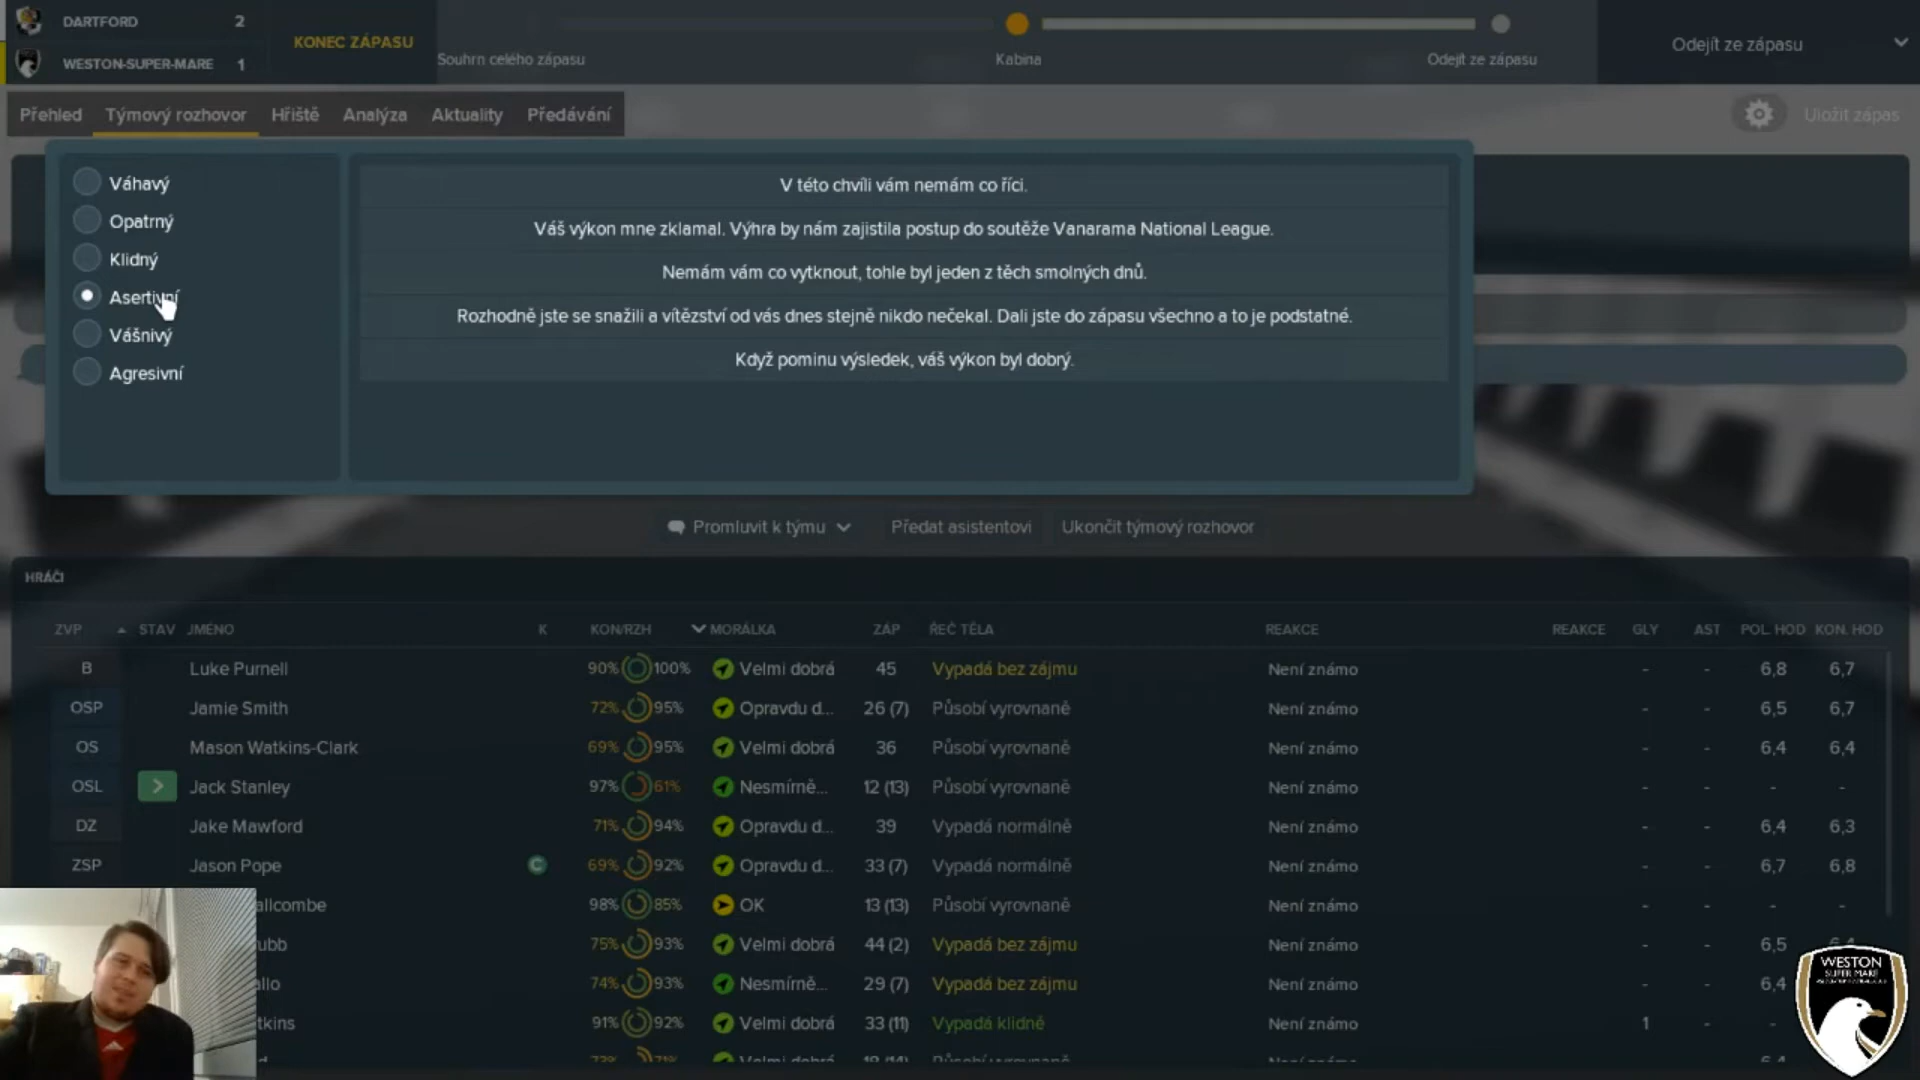 DARTFORD 2
WESTON-SUPER-MARE 1
KONEC ZÁPASU
Souhrn celého zápasu
Kabina
Odejít ze zápasu
Odejít ze zápasu
Přehled Týmový rozhovor Hřiště Analýza Aktuality Předávání
Uložit zápas
Váhavý
Opatrný
Klidný
Asertivní
Vášnivý
Agresivní
V této chvíli vám nemám co říci.
Váš výkon mne zklamal. Výhra by nám zajistila postup do soutěže Vanarama National League.
Nemám vám co vytknout, tohle byl jeden z těch smolných dnů.
Rozhodně jste se snažili a vítězství od vás dnes stejně nikdo nečekal. Dali jste do zápasu všechno a to je podstatné.
Když pominu výsledek, váš výkon byl dobrý.
Promluvit k týmu Předat asistentovi Ukončit týmový rozhovor
HRÁČI
ZVP STAV JMÉNO K KON/RZH MORÁLKA ZÁP ŘEČ TĚLA REAKCE REAKCE GLY AST POL. HOD KON. HOD
B Luke Purnell 90% 100% Velmi dobrá 45 Vypadá bez zájmu Není známo - - 6,8 6,7
OSP Jamie Smith 72% 95% Opravdu d... 26 (7) Působí vyrovnaně Není známo - - 6,5 6,7
OS Mason Watkins-Clark 69% 95% Velmi dobrá 36 Působí vyrovnaně Není známo - - 6,4 6,4
OSL Jack Stanley 97% 61% Nesmírně... 12 (13) Působí vyrovnaně Není známo - - - -
DZ Jake Mawford 71% 94% Opravdu d... 39 Vypadá normálně Není známo - - 6,4 6,3
ZSP Jason Pope C 69% 92% Opravdu d... 33 (7) Vypadá normálně Není známo - - 6,7 6,8
allcombe 98% 85% OK 13 (13) Působí vyrovnaně Není známo - - - -
ubb 75% 93% Velmi dobrá 44 (2) Vypadá bez zájmu Není známo - - 6,5
allo 74% 93% Nesmírně... 29 (7) Vypadá bez zájmu Není známo - - 6,4
tkins 91% 92% Velmi dobrá 33 (11) Vypadá klidně Není známo 1 - -
WESTON
SUPER MARE